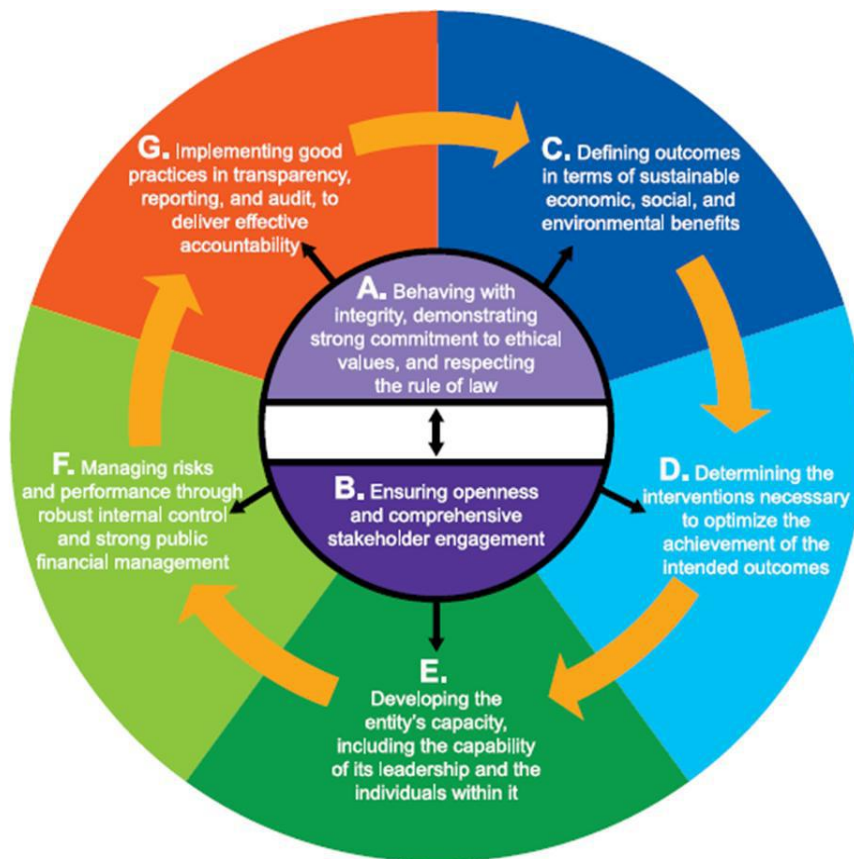 A. Behaving with
integrity, demonstrating
strong commitment to ethical
values, and respecting
the rule of law
B. Ensuring openness
and comprehensive
stakeholder engagement
C. Defining outcomes
in terms of sustainable
economic, social, and
environmental benefits
D. Determining the
interventions necessary
to optimize the
achievement of the
intended outcomes
E.
Developing the
entity's capacity,
including the capability
of its leadership and the
individuals within it
F. Managing risks
and performance through
robust internal control
and strong public
financial management
G. Implementing good
practices in transparency,
reporting, and audit, to
deliver effective
accountability